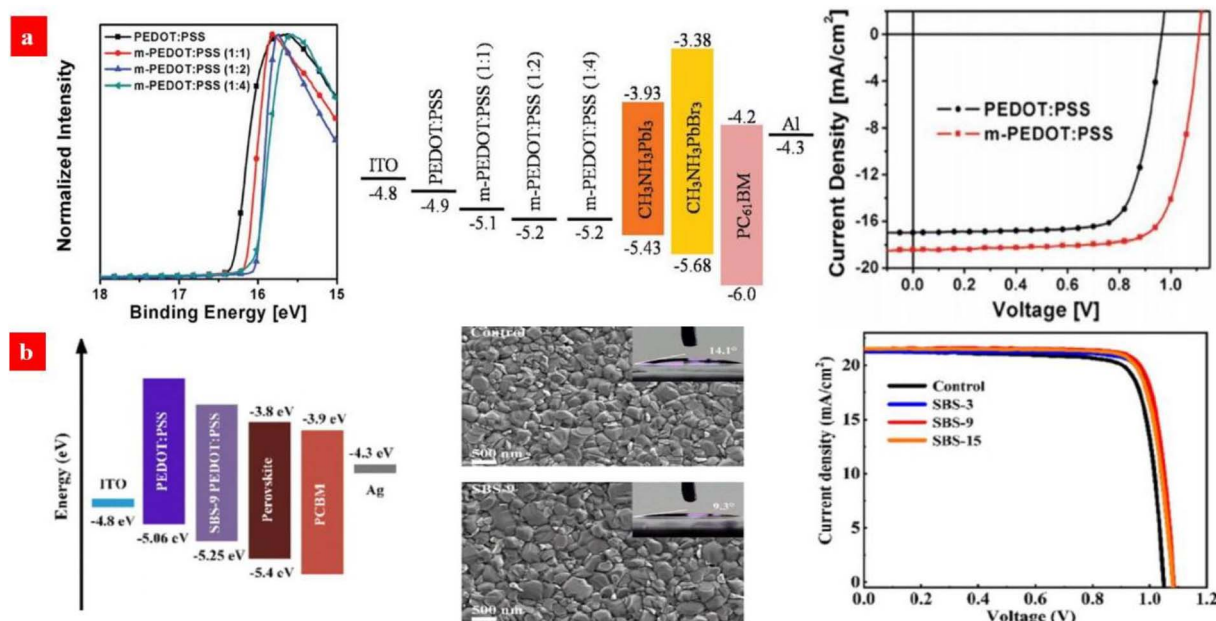 a
PEDOT:PSS
m-PEDOT:PSS (1:1)
m-PEDOT:PSS (1:2)
m-PEDOT:PSS (1:4)
Normalized Intensity
18 17 16 15
Binding Energy [eV]
ITO
-4.8
PEDOT:PSS
-4.9
m-PEDOT:PSS (1:1)
-5.1
m-PEDOT:PSS (1:2)
-5.2
m-PEDOT:PSS (1:4)
-5.2
-3.93
CH3NH3PbI3
-5.43
-3.38
CH3NH3PbBr3
-5.68
-4.2
PC61BM
-6.0
Al
-4.3
Current Density [mA/cm²]
0
-4
-8
-12
-16
-20
PEDOT:PSS
m-PEDOT:PSS
0.0 0.2 0.4 0.6 0.8 1.0
Voltage [V]
b
Energy (eV)
ITO
-4.8 eV
PEDOT:PSS
-5.06 eV
SBS-9 PEDOT:PSS
-5.25 eV
-3.8 eV
Perovskite
-5.4 eV
-3.9 eV
PCBM
-4.3 eV
Ag
Control
14.1°
500 nm
SBS-9
9.3°
500 nm
Current density (mA/cm²)
22
15
11
5
0
Control
SBS-3
SBS-9
SBS-15
0.0 0.2 0.4 0.6 0.8 1.0 1.2
Voltage (V)